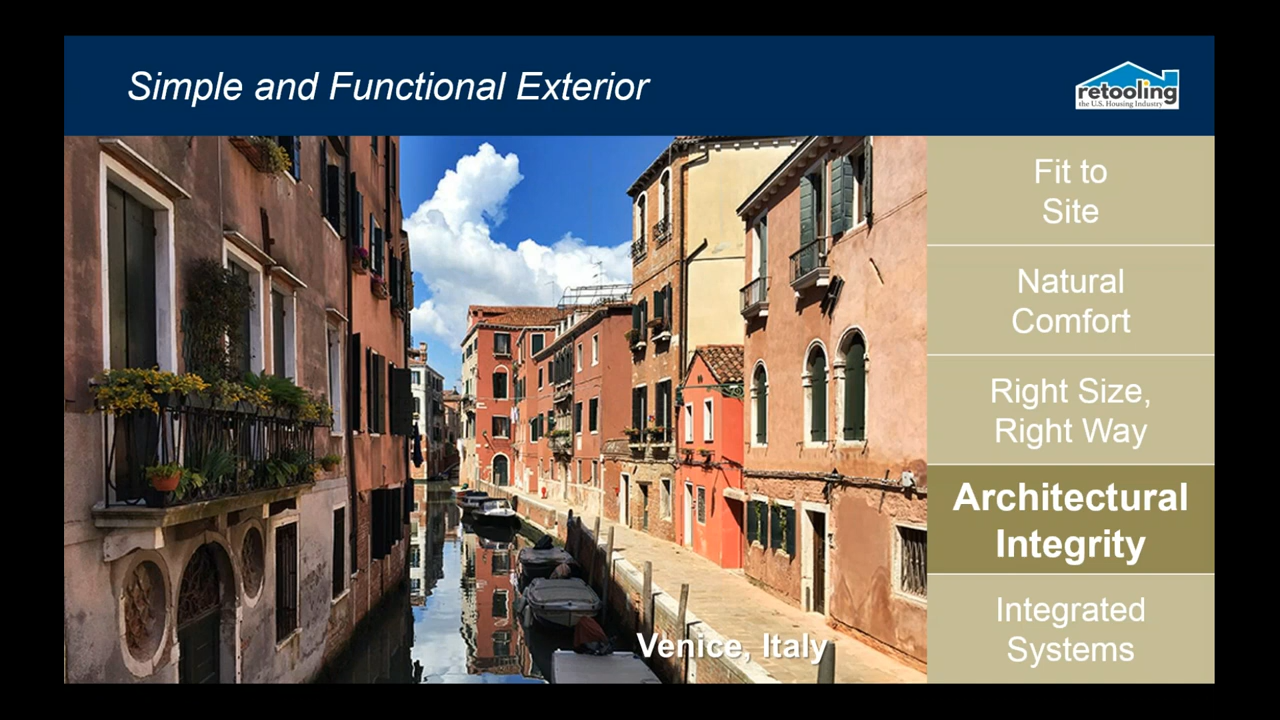 Simple and Functional Exterior
retooling
the U.S. Housing Industry
Fit to
Site
Natural
Comfort
Right Size,
Right Way
Architectural
Integrity
Integrated
Systems
Venice, Italy